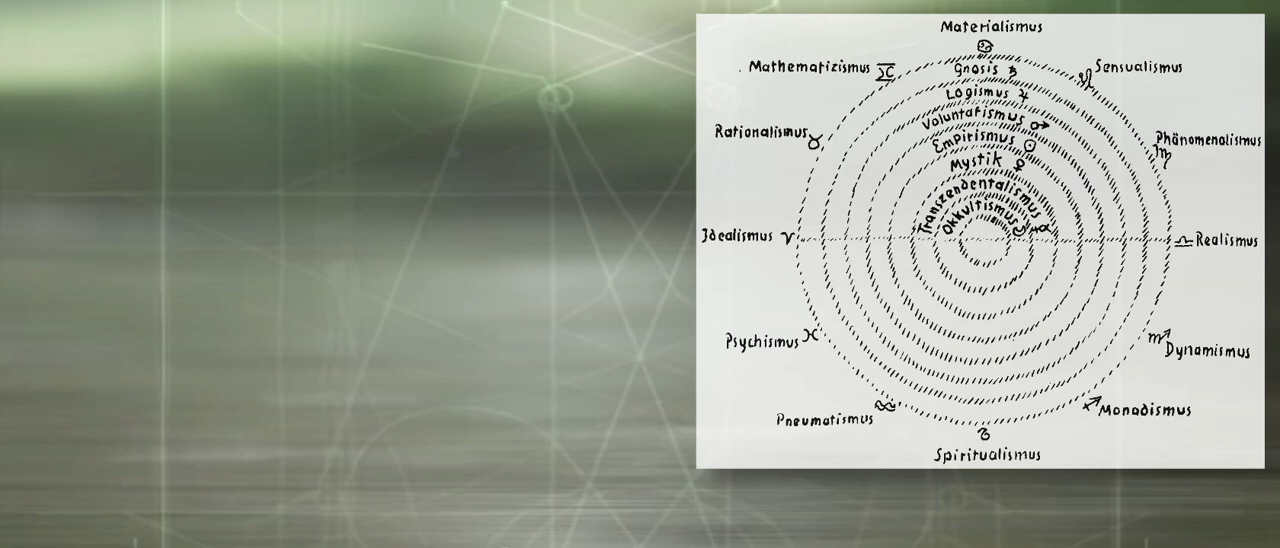 Materialismus
Mathematizismus
Sensualismus
Gnosis ♄
Logismus ♃
Voluntarismus ♂
Rationalismus
Phänomenalismus
Empirismus ☉
Mystik ♀
Transzendentalismus ☿
Okkultismus ☽
Idealismus
Realismus
Psychismus
Dynamismus
Pneumatismus
Monadismus
Spiritualismus